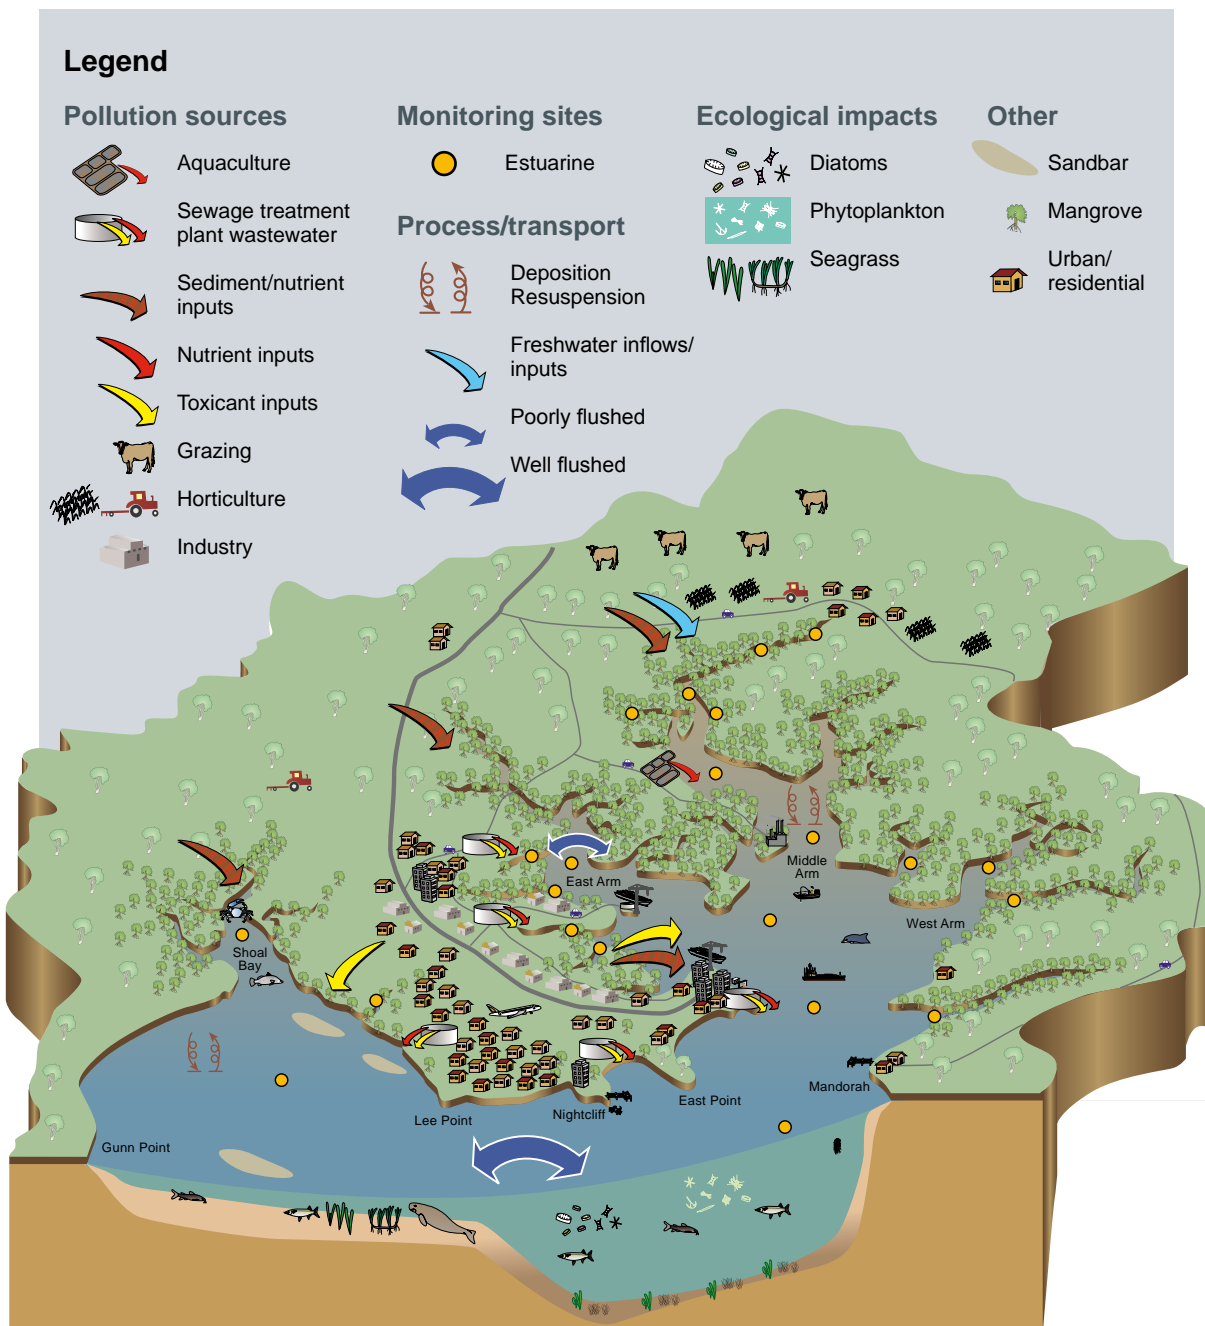 Legend
Pollution sources
Aquaculture
Sewage treatment
plant wastewater
Sediment/nutrient
inputs
Nutrient inputs
Toxicant inputs
Grazing
Horticulture
Industry
Monitoring sites
Estuarine
Process/transport
Deposition
Resuspension
Freshwater inflows/
inputs
Poorly flushed
Well flushed
Ecological impacts
Diatoms
Phytoplankton
Seagrass
Other
Sandbar
Mangrove
Urban/
residential
Middle
Arm
East Arm
West Arm
Shoal
Bay
Mandorah
East Point
Nightcliff
Lee Point
Gunn Point